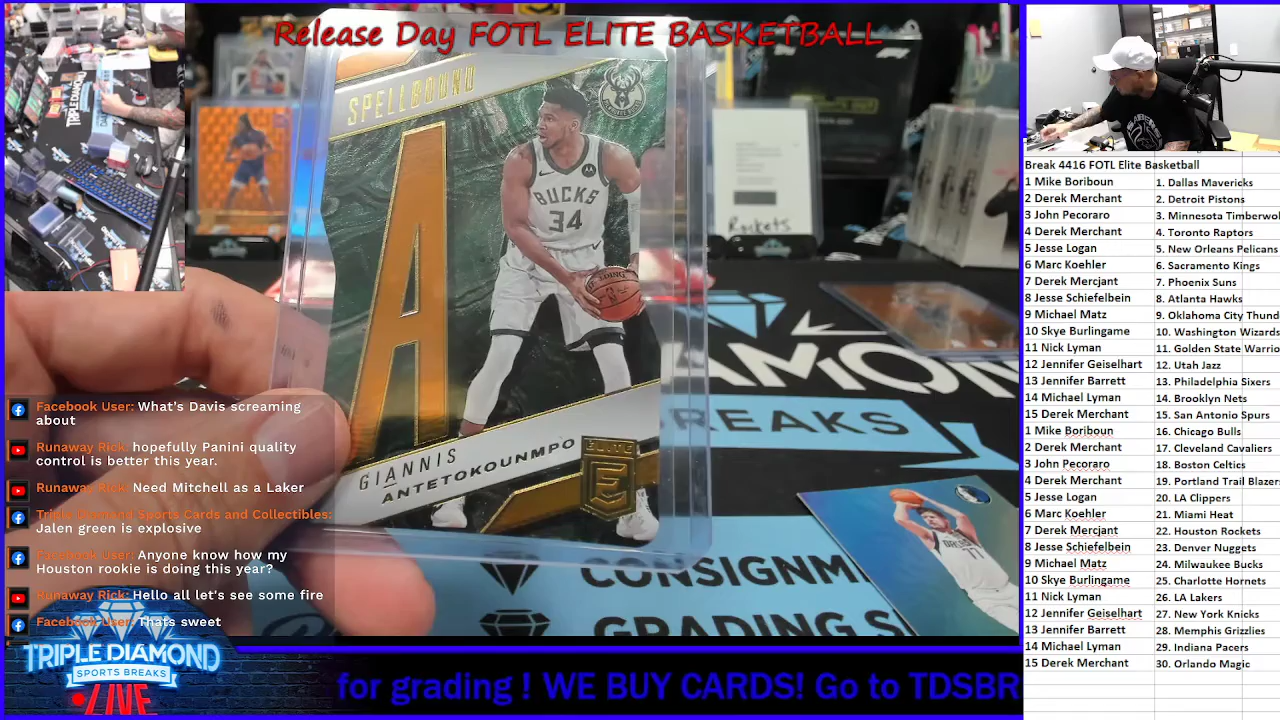 Release Day FOTL ELITE BASKETBALL
SPELLBOUND
A
BUCKS
34
SPALDING
GIANNIS
ANTETOKOUNMPO
ELITE
E
Rockets
AMON
REAKS
CONSIGNM
GRADING S
11
Facebook User: What's Davis screaming
about
Runaway Rick: hopefully Panini quality
control is better this year.
Runaway Rick: Need Mitchell as a Laker
Triple Diamond Sports Cards and Collectibles:
Jalen green is explosive
Facebook User: Anyone know how my
Houston rookie is doing this year?
Runaway Rick: Hello all let's see some fire
Facebook User: Thats sweet
TRIPLE DIAMOND
SPORTS BREAKS
LIVE
for grading ! WE BUY CARDS! Go to TDSBR
Break 4416 FOTL Elite Basketball
1 Mike Boriboun 1. Dallas Mavericks
2 Derek Merchant 2. Detroit Pistons
3 John Pecoraro 3. Minnesota Timberwo
4 Derek Merchant 4. Toronto Raptors
5 Jesse Logan 5. New Orleans Pelicans
6 Marc Koehler 6. Sacramento Kings
7 Derek Mercjant 7. Phoenix Suns
8 Jesse Schiefelbein 8. Atlanta Hawks
9 Michael Matz 9. Oklahoma City Thund
10 Skye Burlingame 10. Washington Wizards
11 Nick Lyman 11. Golden State Warrio
12 Jennifer Geiselhart 12. Utah Jazz
13 Jennifer Barrett 13. Philadelphia Sixers
14 Michael Lyman 14. Brooklyn Nets
15 Derek Merchant 15. San Antonio Spurs
1 Mike Boriboun 16. Chicago Bulls
2 Derek Merchant 17. Cleveland Cavaliers
3 John Pecoraro 18. Boston Celtics
4 Derek Merchant 19. Portland Trail Blazers
5 Jesse Logan 20. LA Clippers
6 Marc Koehler 21. Miami Heat
7 Derek Mercjant 22. Houston Rockets
8 Jesse Schiefelbein 23. Denver Nuggets
9 Michael Matz 24. Milwaukee Bucks
10 Skye Burlingame 25. Charlotte Hornets
11 Nick Lyman 26. LA Lakers
12 Jennifer Geiselhart 27. New York Knicks
13 Jennifer Barrett 28. Memphis Grizzlies
14 Michael Lyman 29. Indiana Pacers
15 Derek Merchant 30. Orlando Magic